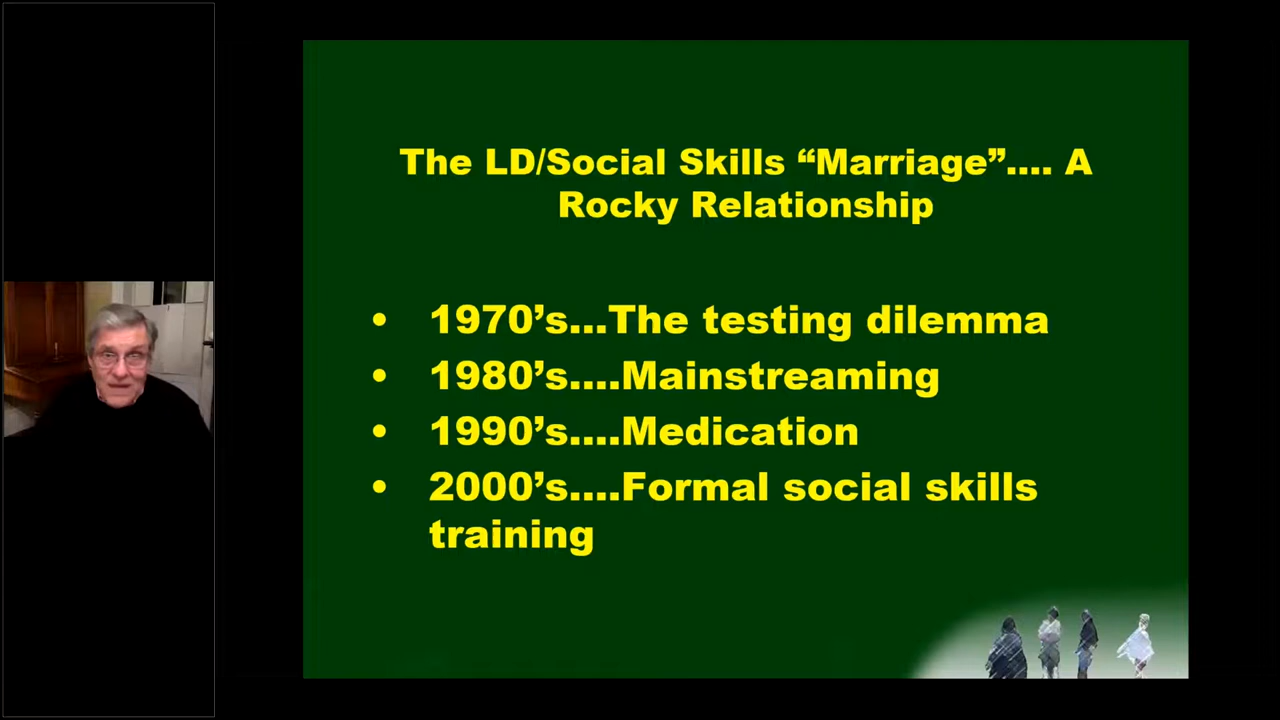 The LD/Social Skills “Marriage”.... A
Rocky Relationship
• 1970’s...The testing dilemma
• 1980’s....Mainstreaming
• 1990’s....Medication
• 2000’s....Formal social skills
training